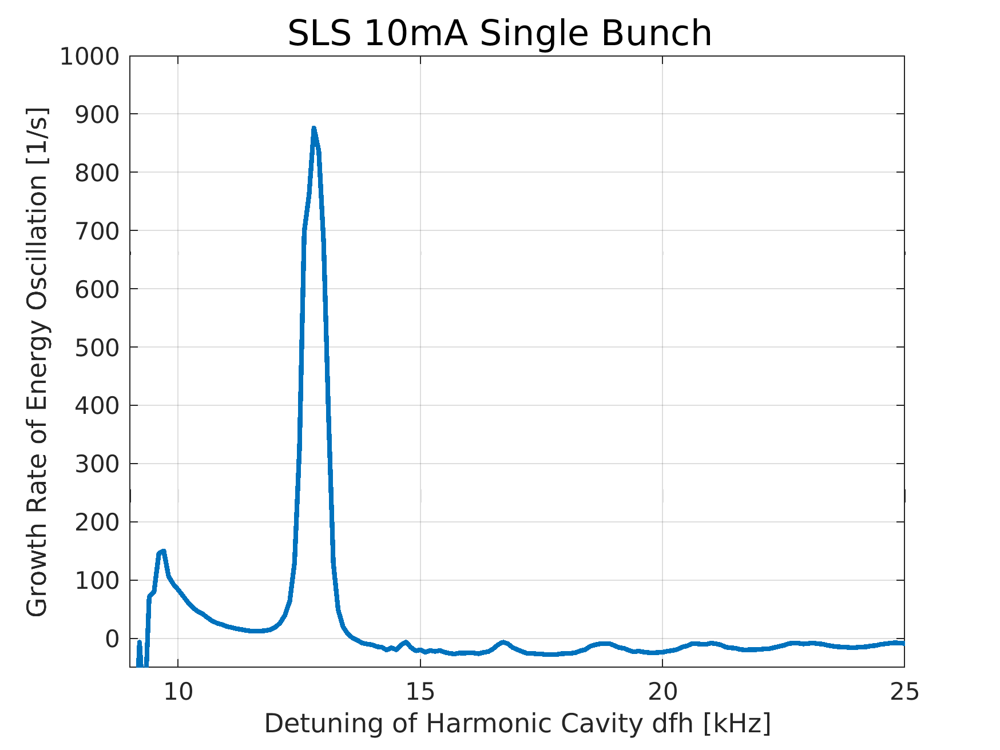 SLS 10mA Single Bunch
1000
900
800
700
600
500
400
300
200
100
0
Growth Rate of Energy Oscillation [1/s]
10 15 20 25
Detuning of Harmonic Cavity dfh [kHz]